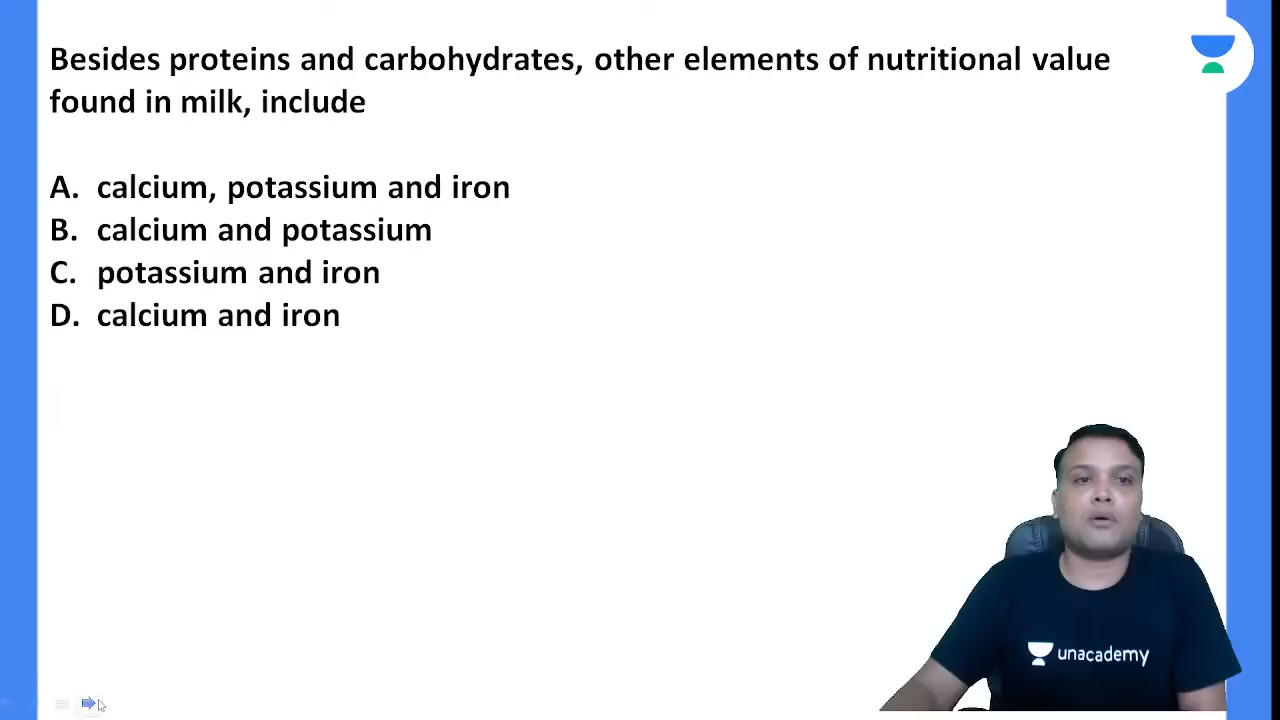 Besides proteins and carbohydrates, other elements of nutritional value
found in milk, include
A. calcium, potassium and iron
B. calcium and potassium
C. potassium and iron
D. calcium and iron
unacademy